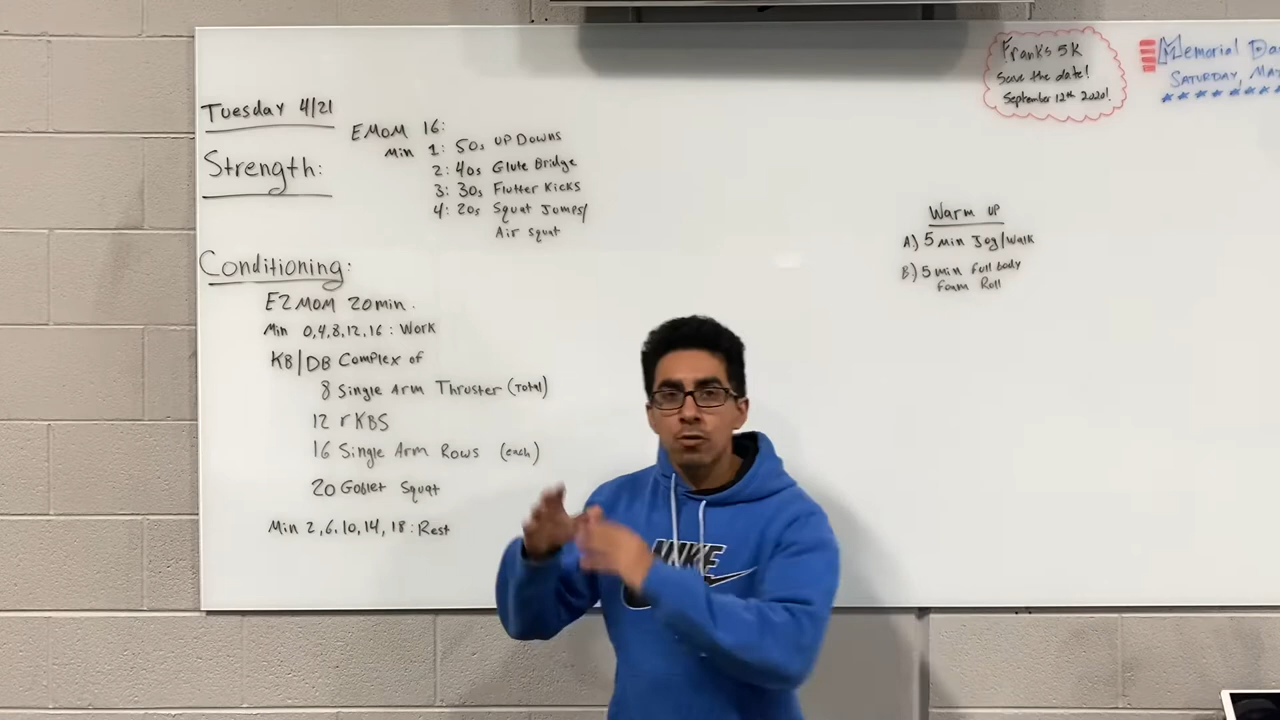 Tuesday 4/21
Strength:
EMOM 16:
Min 1: 50s UP Downs
2: 40s Glute Bridge
3: 30s Flutter Kicks
4: 20s Squat Jumps/
Air squat
Conditioning:
E2MOM 20min.
Min 0,4,8,12,16: Work
KB/DB Complex of
8 Single Arm Thruster (Total)
12 rKBS
16 Single Arm Rows (each)
20 Goblet Squat
Min 2,6,10,14,18: Rest
Warm up
A) 5 min Jog/Walk
B) 5 min full body
foam Roll
Frank's 5K
Save the date!
September 12th 2020!
Memorial Da
SATURDAY, MA
NIKE